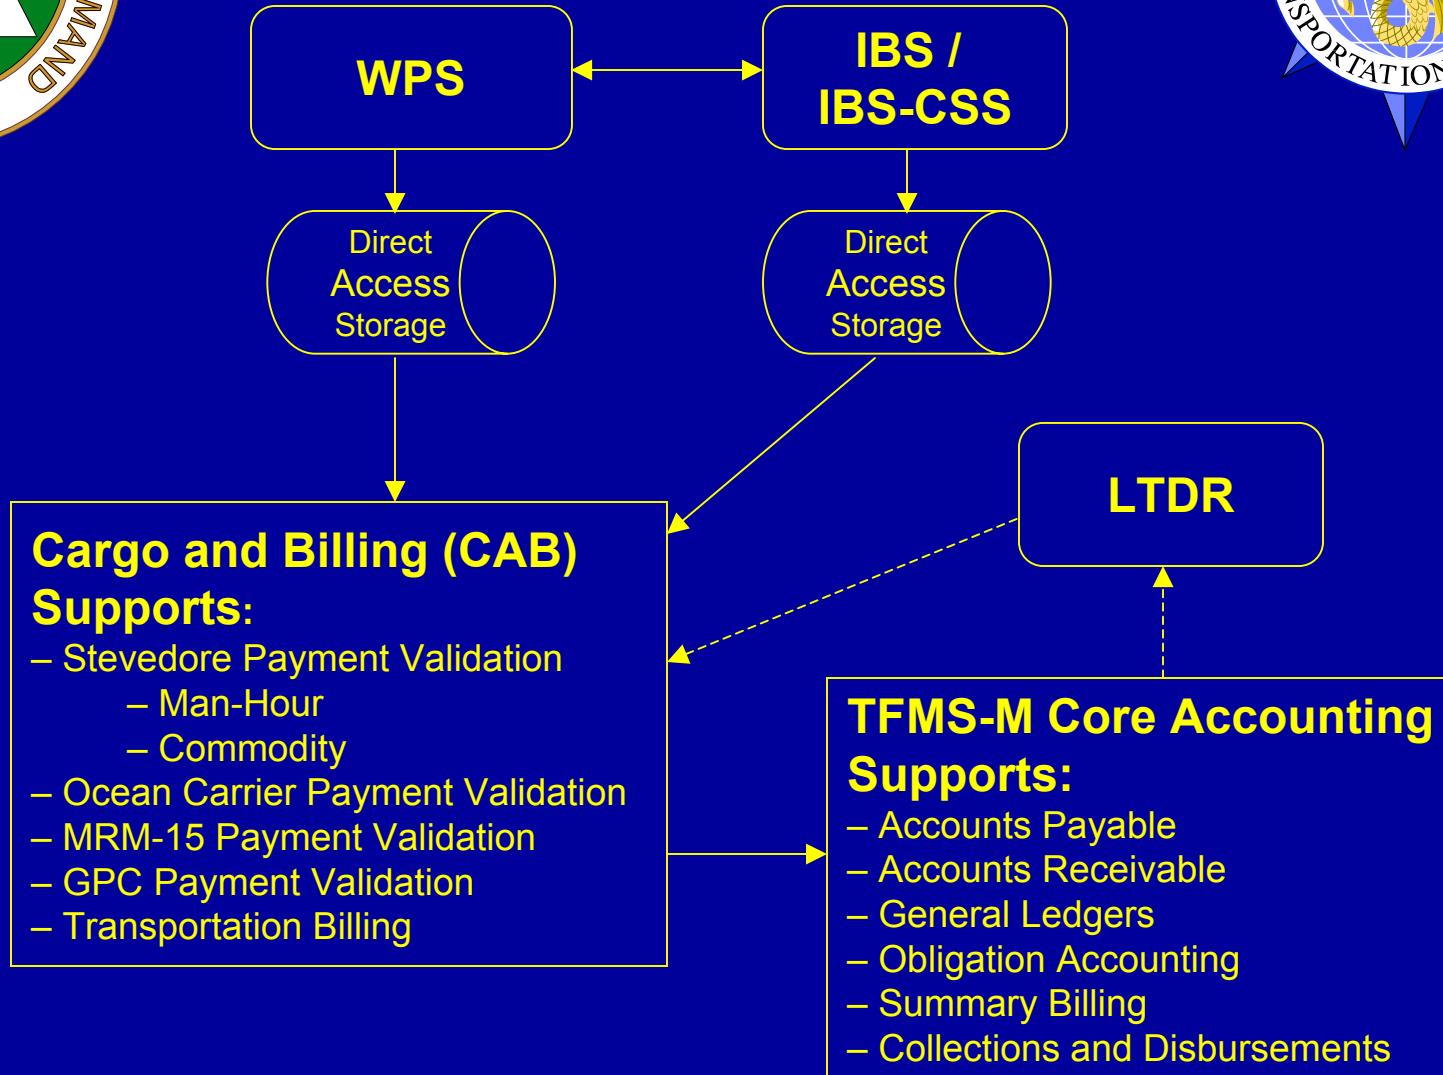 MAND
NSPORTATION
WPS
IBS /
IBS-CSS
Direct
Access
Storage
Direct
Access
Storage
LTDR
Cargo and Billing (CAB)
Supports:
– Stevedore Payment Validation
– Man-Hour
– Commodity
– Ocean Carrier Payment Validation
– MRM-15 Payment Validation
– GPC Payment Validation
– Transportation Billing
TFMS-M Core Accounting
Supports:
– Accounts Payable
– Accounts Receivable
– General Ledgers
– Obligation Accounting
– Summary Billing
– Collections and Disbursements